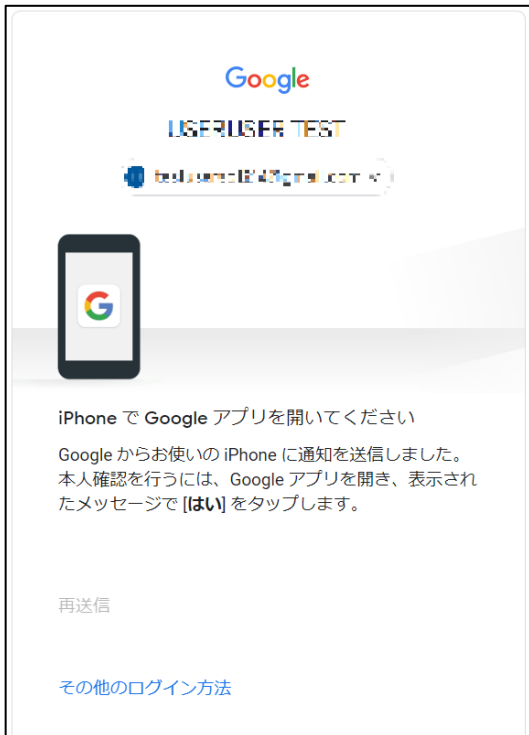 Google
USERUSER TEST
G
iPhone で Google アプリを開いてください
Google からお使いの iPhone に通知を送信しました。
本人確認を行うには、Google アプリを開き、表示され
たメッセージで [はい] をタップします。
再送信
その他のログイン方法